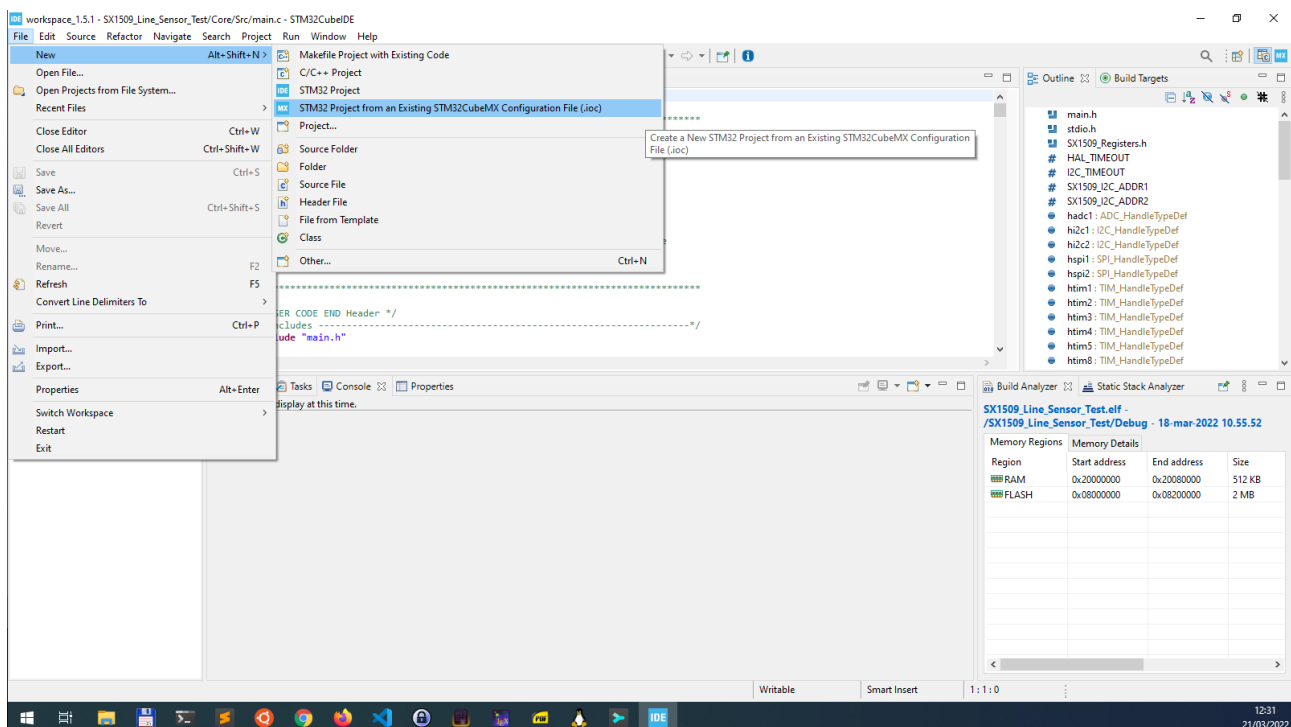 IDE workspace_1.5.1 - SX1509_Line_Sensor_Test/Core/Src/main.c - STM32CubeIDE
File Edit Source Refactor Navigate Search Project Run Window Help
New Alt+Shift+N >
Open File...
Open Projects from File System...
Recent Files >
Close Editor Ctrl+W
Close All Editors Ctrl+Shift+W
Save Ctrl+S
Save As...
Save All Ctrl+Shift+S
Revert
Move...
Rename... F2
Refresh F5
Convert Line Delimiters To >
Print... Ctrl+P
Import...
Export...
Properties Alt+Enter
Switch Workspace >
Restart
Exit
Makefile Project with Existing Code
C/C++ Project
IDE STM32 Project
MX STM32 Project from an Existing STM32CubeMX Configuration File (.ioc)
Project...
Source Folder
Folder
Source File
Header File
File from Template
Class
Other... Ctrl+N
Create a New STM32 Project from an Existing STM32CubeMX Configuration
File (.ioc)
SER CODE END Header */
ncludes ------------------------------------------------------------------*/
lude "main.h"
MX
Outline Build Targets
main.h
stdio.h
SX1509_Registers.h
# HAL_TIMEOUT
# I2C_TIMEOUT
# SX1509_I2C_ADDR1
# SX1509_I2C_ADDR2
hadc1 : ADC_HandleTypeDef
hi2c1 : I2C_HandleTypeDef
hi2c2 : I2C_HandleTypeDef
hspi1 : SPI_HandleTypeDef
hspi2 : SPI_HandleTypeDef
htim1 : TIM_HandleTypeDef
htim2 : TIM_HandleTypeDef
htim3 : TIM_HandleTypeDef
htim4 : TIM_HandleTypeDef
htim5 : TIM_HandleTypeDef
htim8 : TIM_HandleTypeDef
Tasks Console Properties
display at this time.
Build Analyzer Static Stack Analyzer
SX1509_Line_Sensor_Test.elf -
/SX1509_Line_Sensor_Test/Debug - 18-mar-2022 10.55.52
Memory Regions Memory Details
Region Start address End address Size
RAM 0x20000000 0x20080000 512 KB
FLASH 0x08000000 0x08200000 2 MB
Writable Smart Insert 1 : 1 : 0
IDE
12:31
21/03/2022